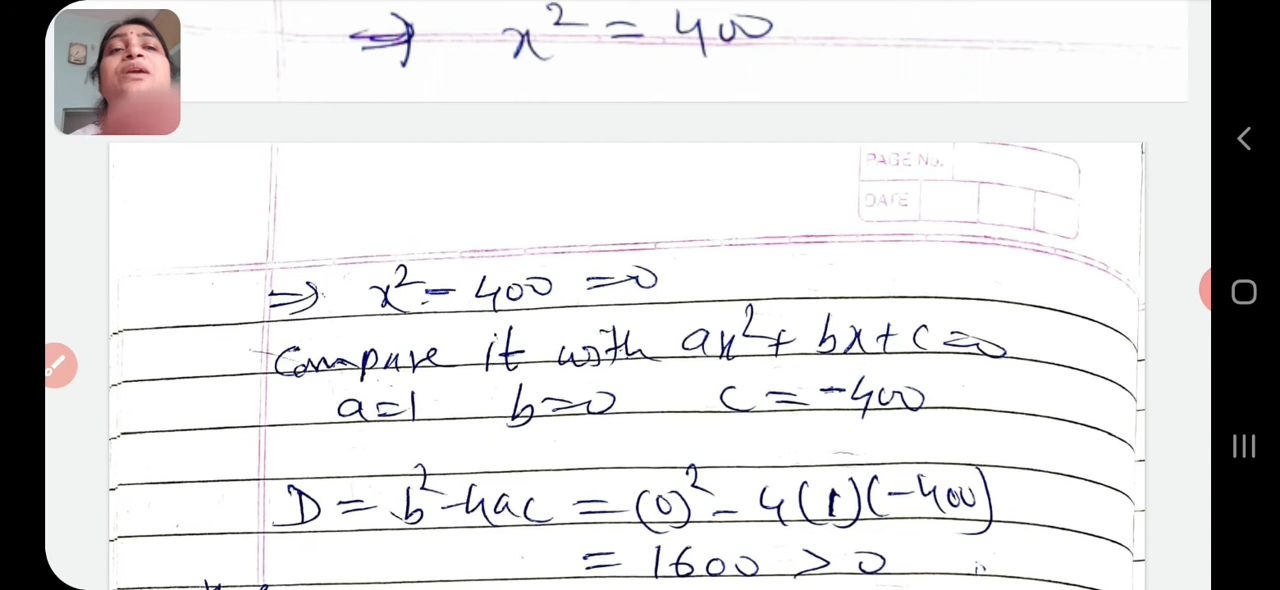 ⇒ x² = 400
PAGE No.
DATE
⇒ x² - 400 = 0
Compare it with ax² + bx + c = 0
a=1 b=0 c = -400
D = b² - 4ac = (0)² - 4(1)(-400)
= 1600 > 0